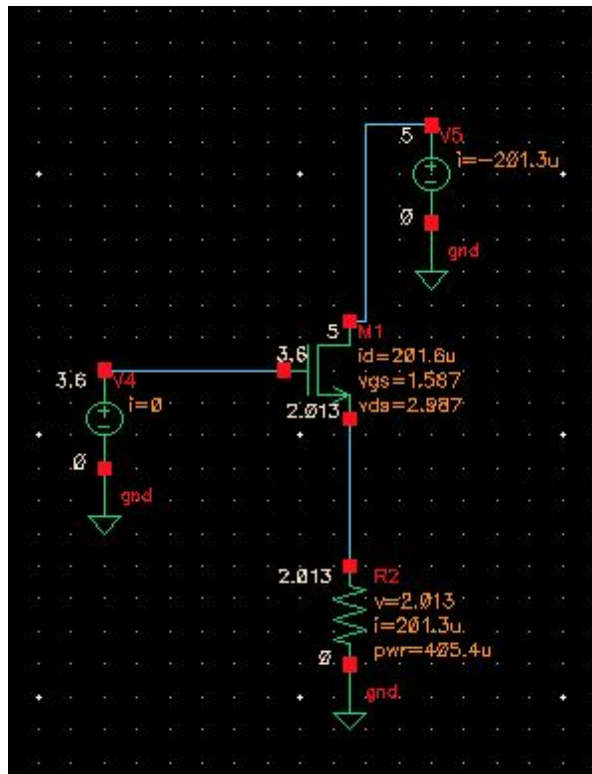 5
V5
i=-201.3u
0
gnd
5
M1
3.6
id=201.6u
vgs=1.587
vds=2.987
2.013
3.6
V4
i=0
0
gnd
2.013
R2
v=2.013
i=201.3u
pwr=405.4u
0
gnd